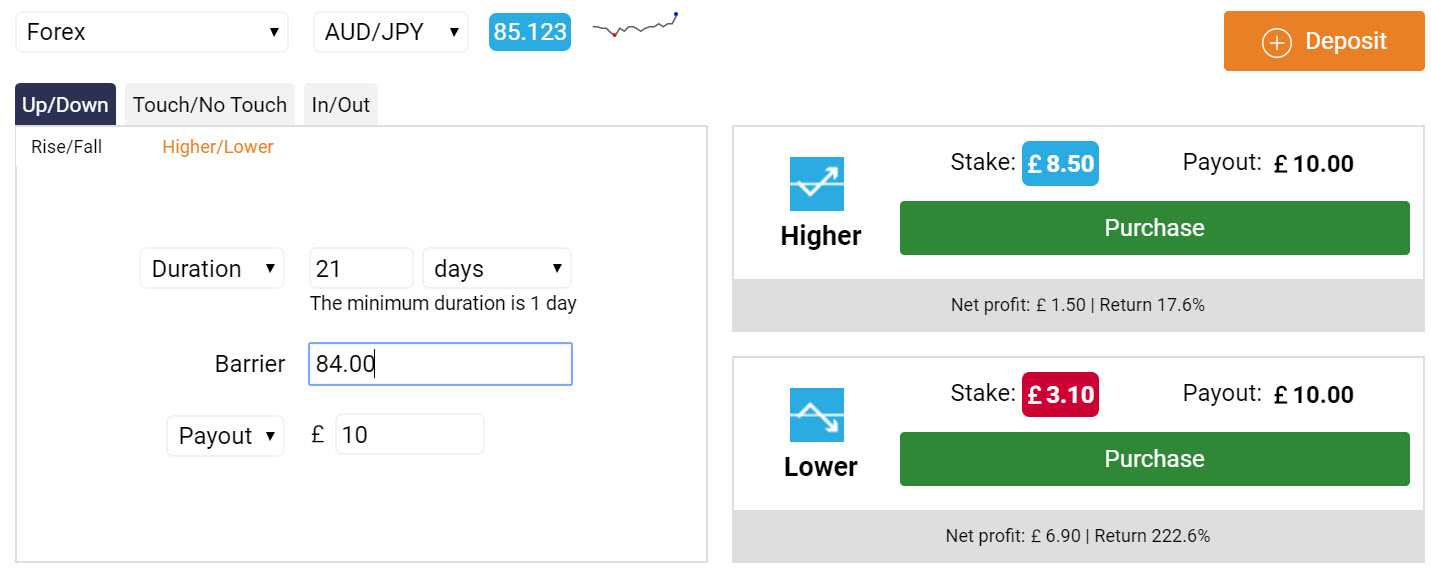 Forex ▼ AUD/JPY ▼ 85.123
Deposit
Up/Down Touch/No Touch In/Out
Rise/Fall Higher/Lower
Duration ▼ 21 days ▼
The minimum duration is 1 day
Barrier 84.00
Payout ▼ £ 10
Stake: £ 8.50 Payout: £ 10.00
Purchase
Higher
Net profit: £ 1.50 | Return 17.6%
Stake: £ 3.10 Payout: £ 10.00
Purchase
Lower
Net profit: £ 6.90 | Return 222.6%